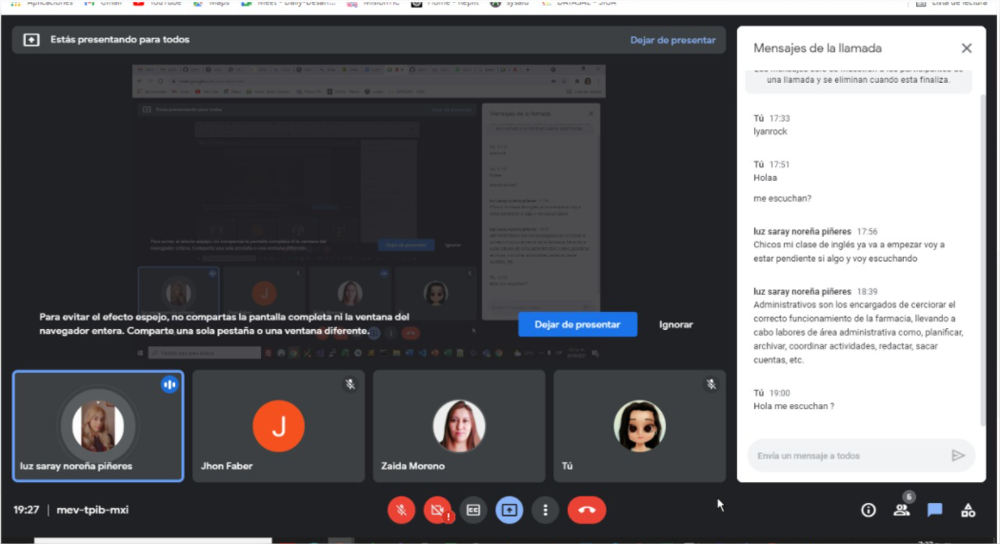 Aplicaciones
Gmail
YouTube
Maps
Meet - Daily-Desarr...
MisionTIC
Home - Replit
sysaid
DATASAL - SIGA
Lista de lectura
Estás presentando para todos
Dejar de presentar
Mensajes de la llamada
una llamada y se eliminan cuando esta finaliza.
Tú 17:33
lyanrock
Tú 17:51
Holaa
me escuchan?
luz saray noreña piñeres 17:56
Chicos mi clase de inglés ya va a empezar voy a
estar pendiente si algo y voy escuchando
luz saray noreña piñeres 18:39
Administrativos son los encargados de cerciorar el
correcto funcionamiento de la farmacia, llevando a
cabo labores de área administrativa como, planificar,
archivar, coordinar actividades, redactar, sacar
cuentas, etc.
Tú 19:00
Hola me escuchan ?
Envía un mensaje a todos
Para evitar el efecto espejo, no compartas la pantalla completa ni la ventana del
navegador entera. Comparte una sola pestaña o una ventana diferente.
Dejar de presentar
Ignorar
luz saray noreña piñeres
J
Jhon Faber
Zaida Moreno
Tú
19:27 | mev-tpib-mxi
CC
6